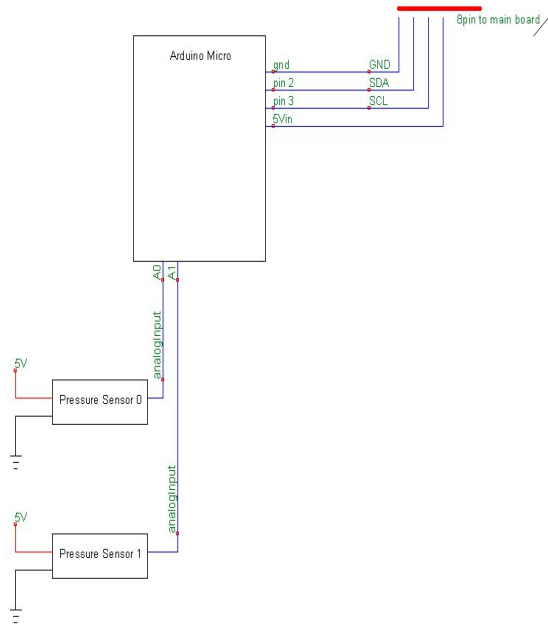 8pin to main board
Arduino Micro
gnd
GND
pin 2
SDA
pin 3
SCL
5Vin
A0
A1
analogInput
5V
Pressure Sensor 0
analogInput
5V
Pressure Sensor 1